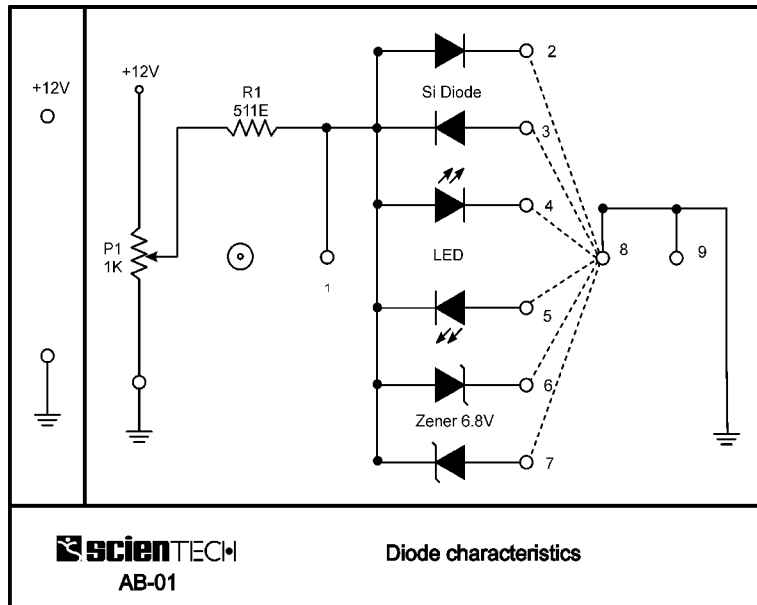 +12V
+12V
R1
511E
P1
1K
1
2
Si Diode
3
4
LED
5
6
Zener 6.8V
7
8
9
SCIENTECH
AB-01
Diode characteristics